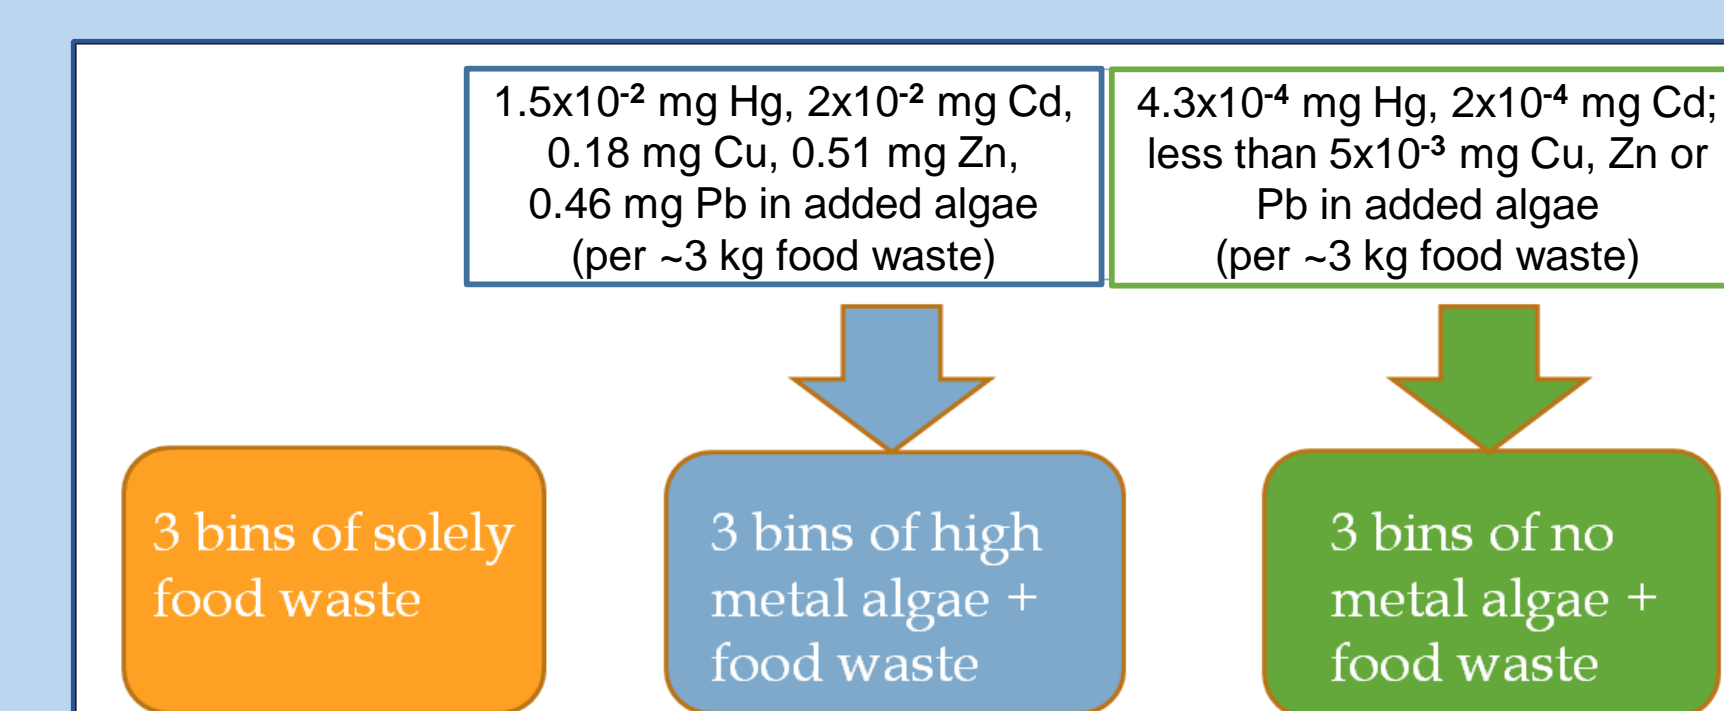 1.5x10⁻² mg Hg, 2x10⁻² mg Cd,
0.18 mg Cu, 0.51 mg Zn,
0.46 mg Pb in added algae
(per ~3 kg food waste)
4.3x10⁻⁴ mg Hg, 2x10⁻⁴ mg Cd;
less than 5x10⁻³ mg Cu, Zn or
Pb in added algae
(per ~3 kg food waste)
3 bins of solely
food waste
3 bins of high
metal algae +
food waste
3 bins of no
metal algae +
food waste